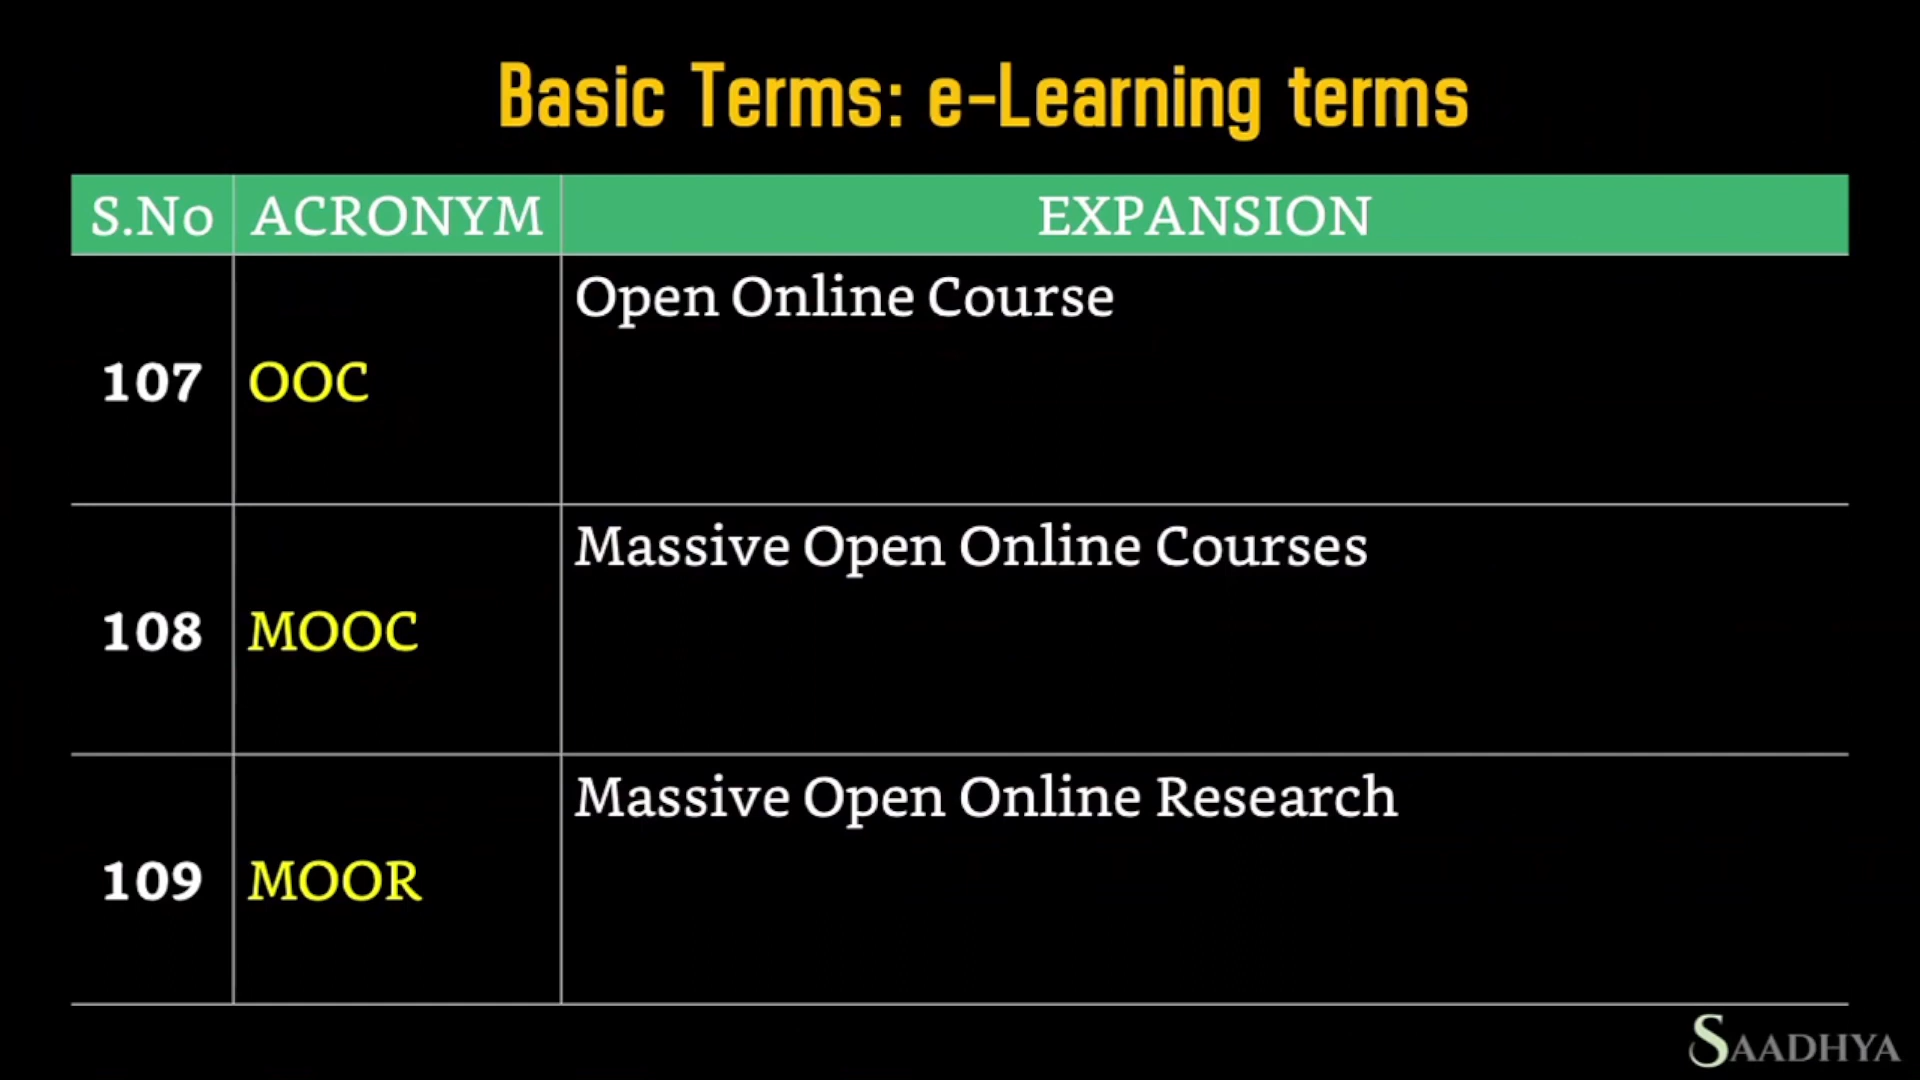 Basic Terms: e-Learning terms
S.No ACRONYM EXPANSION
107 OOC Open Online Course
108 MOOC Massive Open Online Courses
109 MOOR Massive Open Online Research
SAADHYA